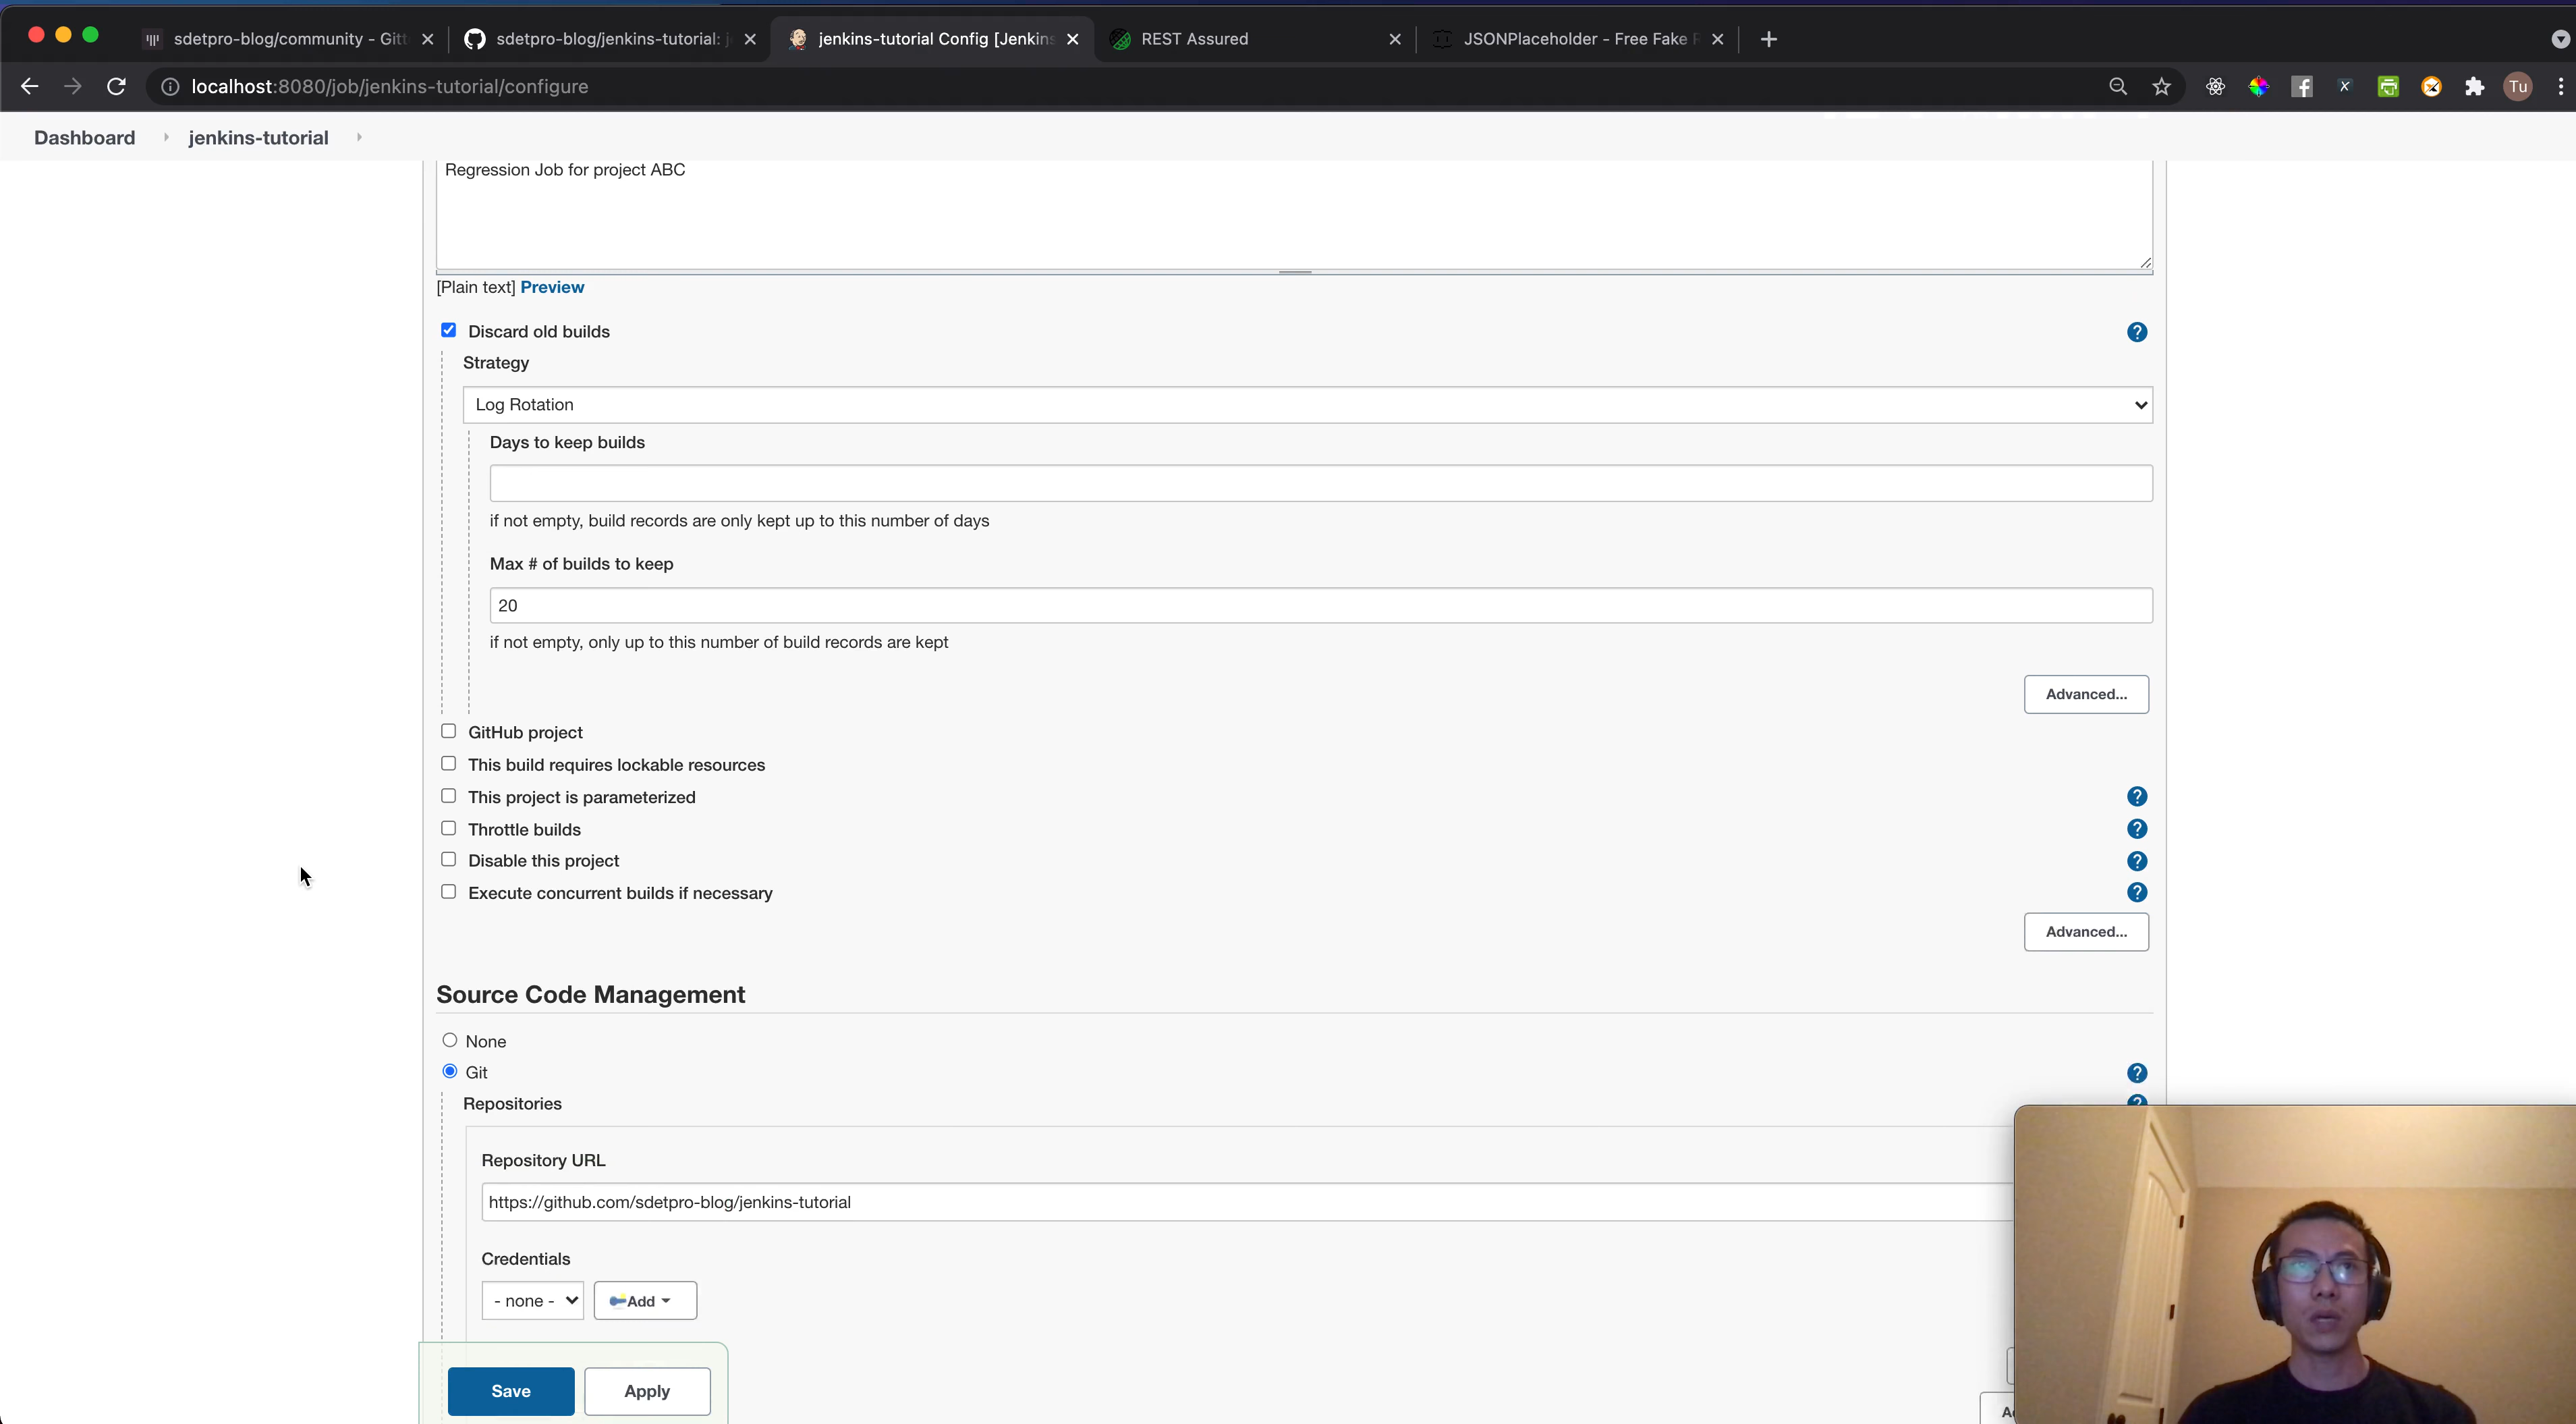 sdetpro-blog/community - Gitt
sdetpro-blog/jenkins-tutorial: j
jenkins-tutorial Config [Jenkins
REST Assured
JSONPlaceholder - Free Fake R
localhost:8080/job/jenkins-tutorial/configure
Tu
Dashboard
jenkins-tutorial
Regression Job for project ABC
[Plain text] Preview
Discard old builds
?
Strategy
Log Rotation
Days to keep builds
if not empty, build records are only kept up to this number of days
Max # of builds to keep
20
if not empty, only up to this number of build records are kept
Advanced...
GitHub project
This build requires lockable resources
This project is parameterized
?
Throttle builds
?
Disable this project
?
Execute concurrent builds if necessary
?
Advanced...
Source Code Management
None
Git
?
Repositories
?
Repository URL
https://github.com/sdetpro-blog/jenkins-tutorial
Credentials
- none -
Add
Save
Apply